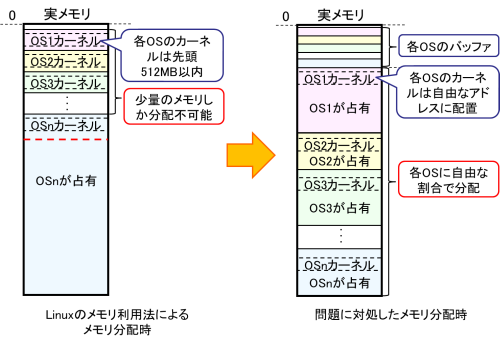 実メモリ
0
OS1カーネル
OS2カーネル
OS3カーネル
⋮
OSnカーネル
OSnが占有
各OSのカーネ
ルは先頭
512MB以内
少量のメモリし
か分配不可能
Linuxのメモリ利用法による
メモリ分配時
実メモリ
0
OS1カーネル
OS1が占有
OS2カーネル
OS2が占有
OS3カーネル
OS3が占有
⋮
OSnカーネル
OSnが占有
各OSのバッファ
各OSのカーネ
ルは自由なアド
レスに配置
各OSに自由な
割合で分配
問題に対処したメモリ分配時